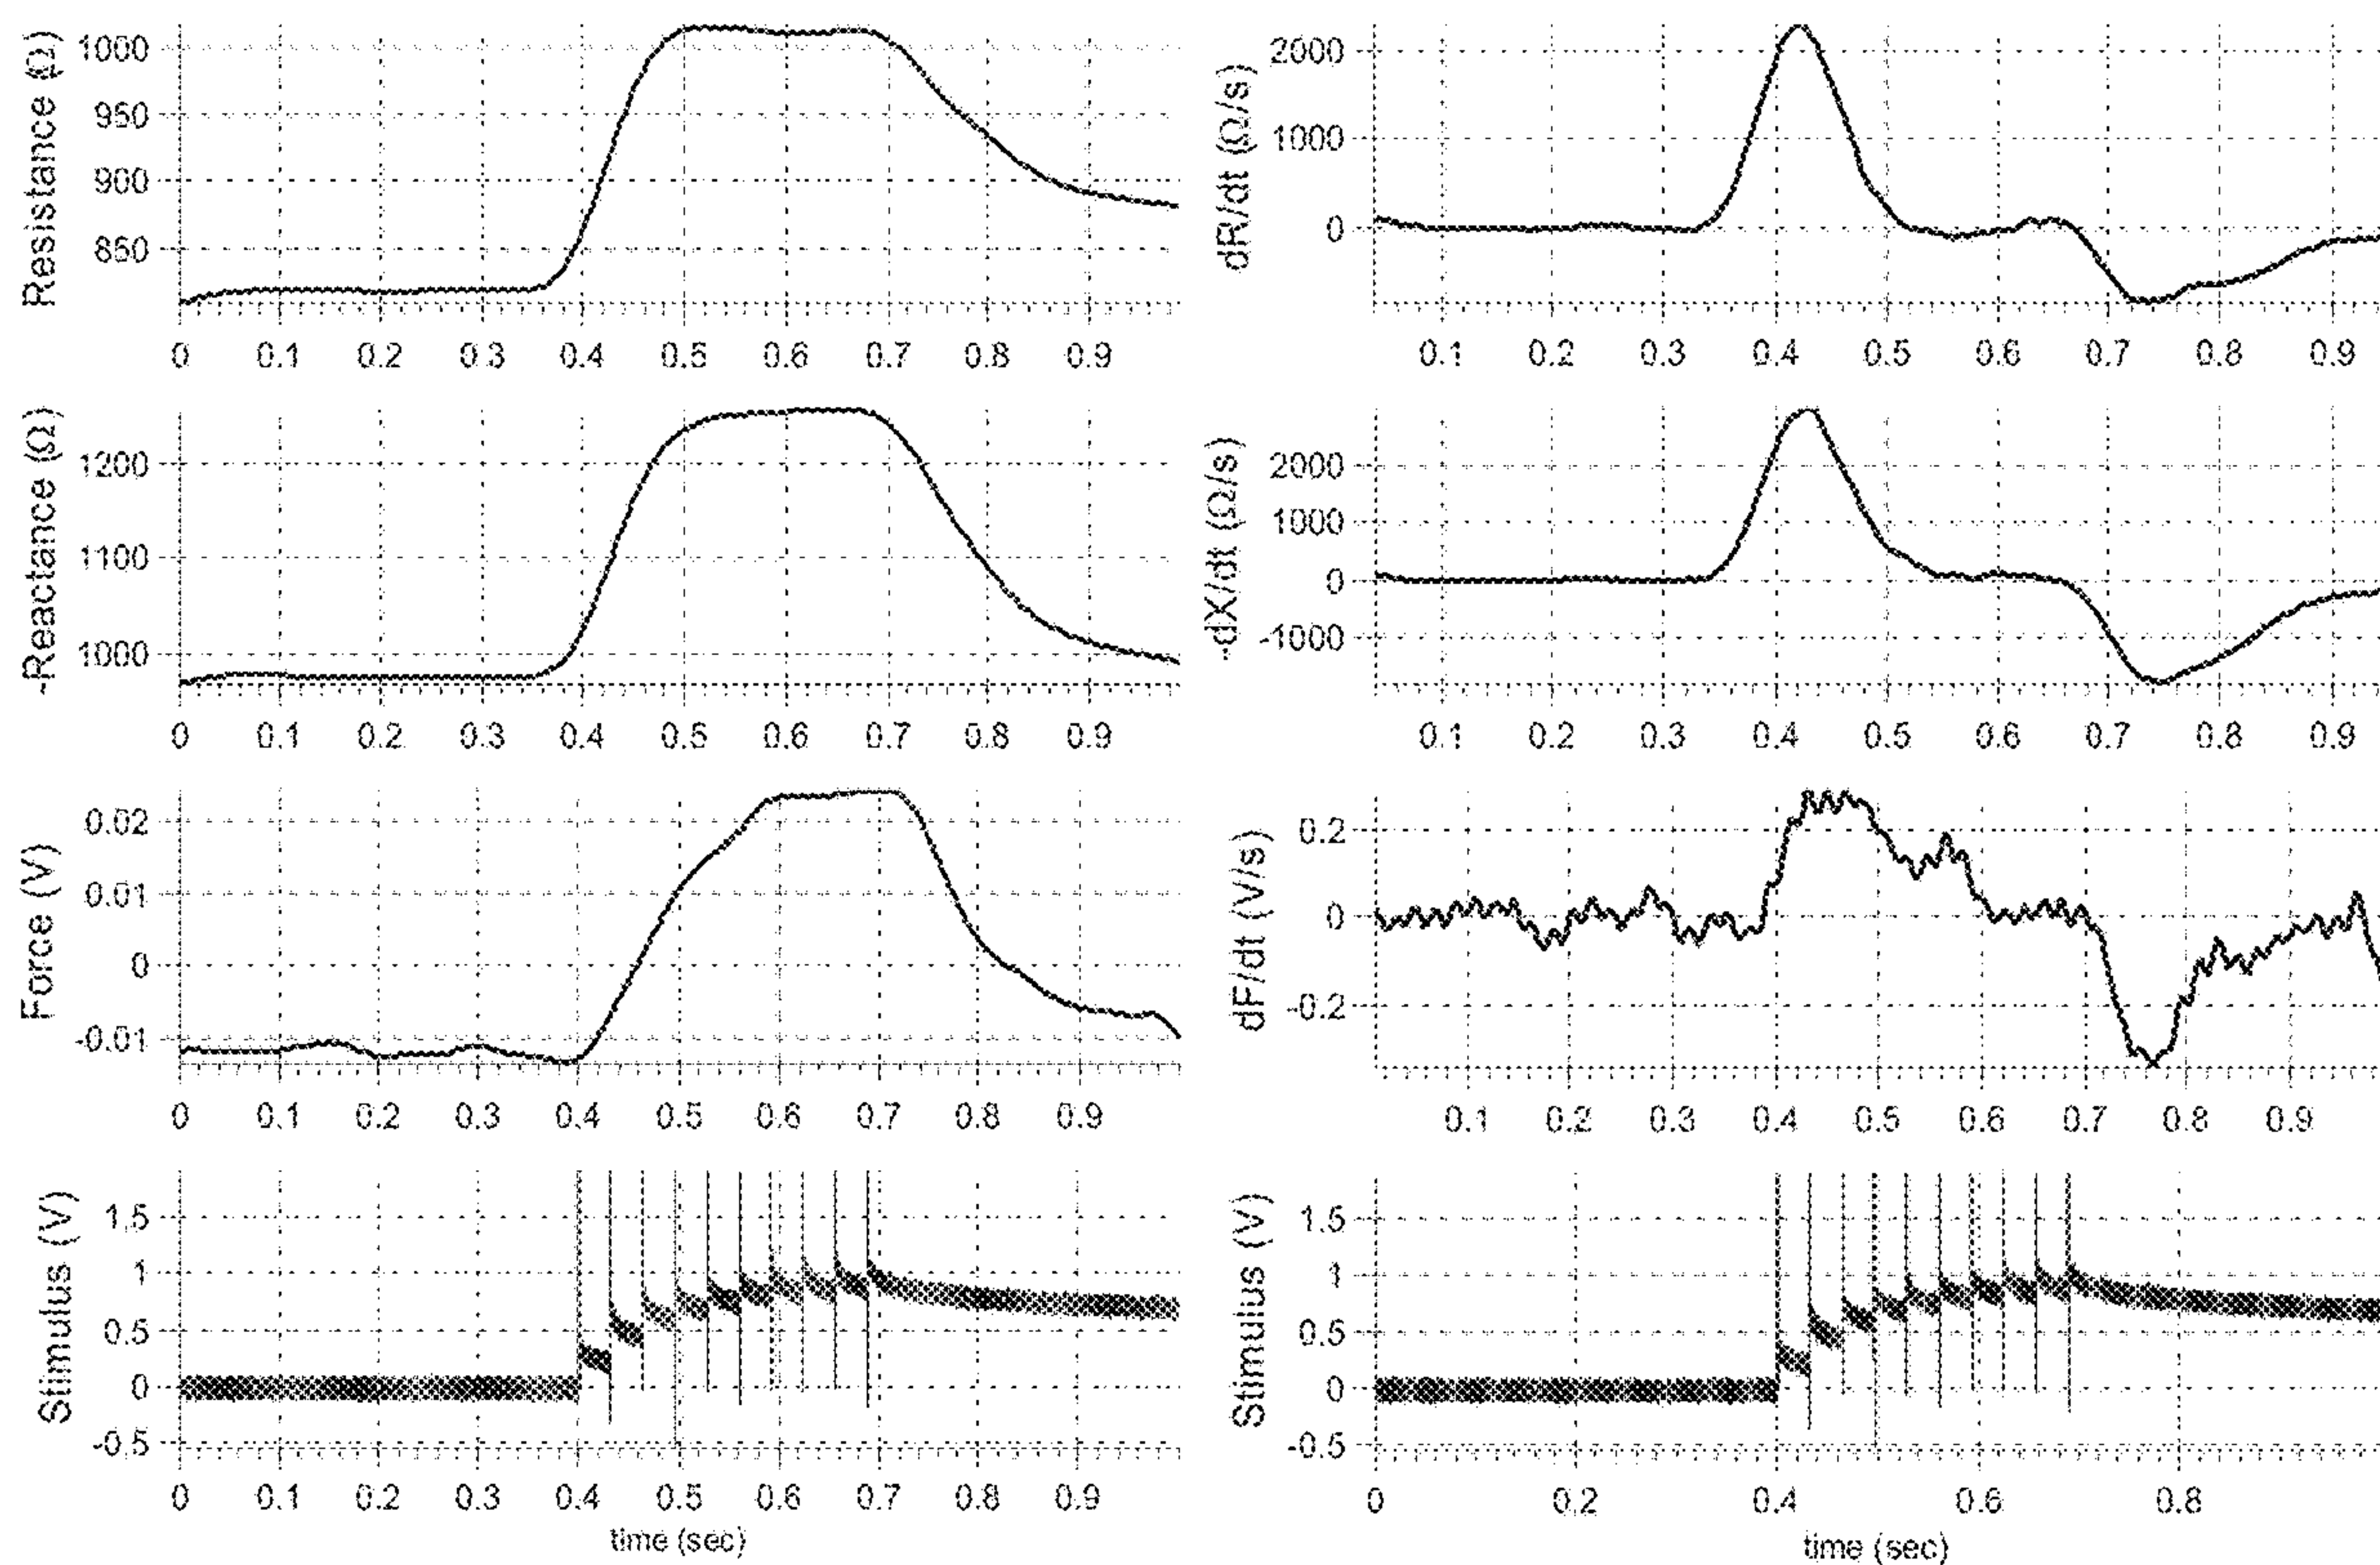 Resistance (Ω)
1000
950
900
850
0 0.1 0.2 0.3 0.4 0.5 0.6 0.7 0.8 0.9
dR/dt (Ω/s)
2000
1000
0
0.1 0.2 0.3 0.4 0.5 0.6 0.7 0.8 0.9
-Reactance (Ω)
1200
1100
1000
0 0.1 0.2 0.3 0.4 0.5 0.6 0.7 0.8 0.9
-dX/dt (Ω/s)
2000
1000
0
-1000
0.1 0.2 0.3 0.4 0.5 0.6 0.7 0.8 0.9
Force (V)
0.02
0.01
0
-0.01
0 0.1 0.2 0.3 0.4 0.5 0.6 0.7 0.8 0.9
dF/dt (V/s)
0.2
0
-0.2
0.1 0.2 0.3 0.4 0.5 0.6 0.7 0.8 0.9
Stimulus (V)
1.5
1
0.5
0
-0.5
0 0.1 0.2 0.3 0.4 0.5 0.6 0.7 0.8 0.9
time (sec)
Stimulus (V)
1.5
1
0.5
0
-0.5
0 0.2 0.4 0.6 0.8
time (sec)